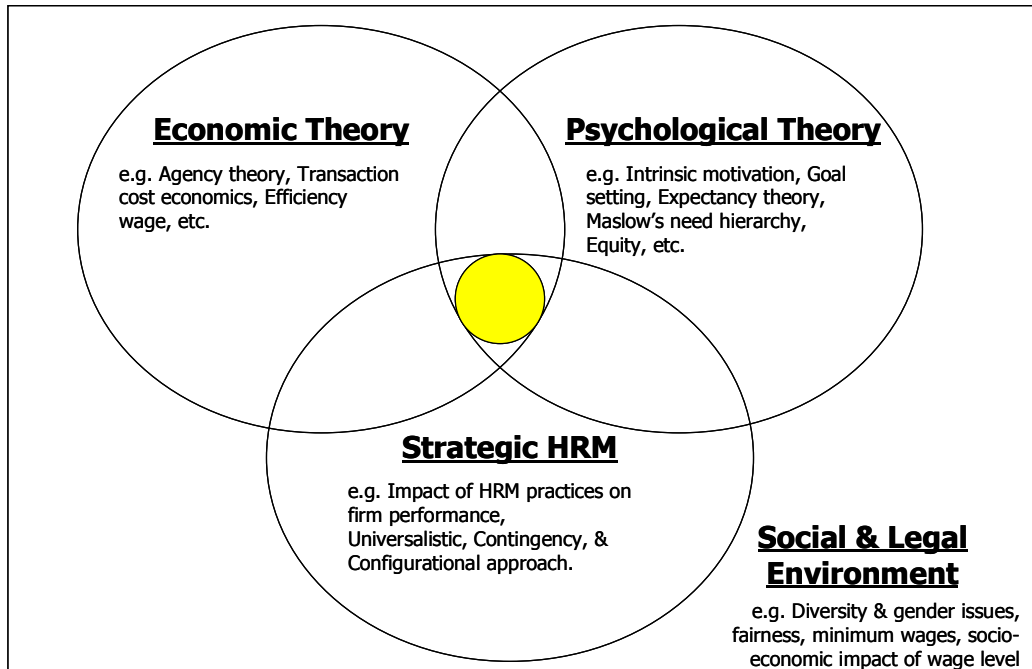 Economic Theory
e.g. Agency theory, Transaction
cost economics, Efficiency
wage, etc.
Psychological Theory
e.g. Intrinsic motivation, Goal
setting, Expectancy theory,
Maslow’s need hierarchy,
Equity, etc.
Strategic HRM
e.g. Impact of HRM practices on
firm performance,
Universalistic, Contingency, &
Configurational approach.
Social & Legal
Environment
e.g. Diversity & gender issues,
fairness, minimum wages, socio-
economic impact of wage level